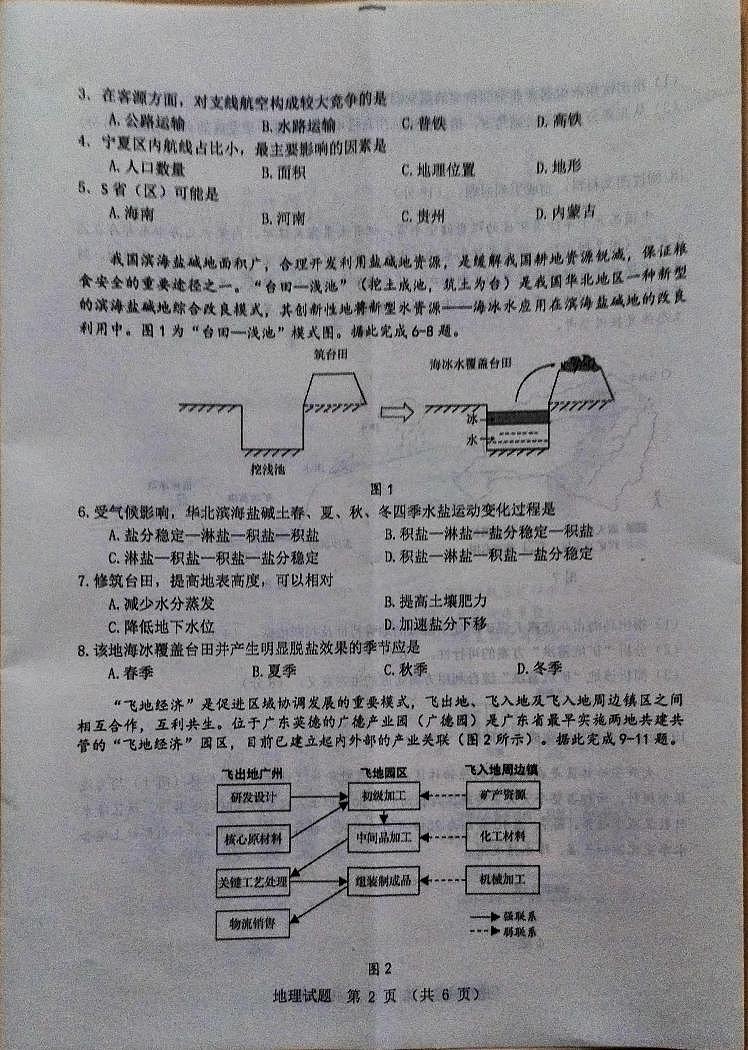 3、在客源方面，对支线航空构成较大竞争的是
A.公路运输 B.水路运输 C.普铁 D.高铁
4、宁夏区内航线占比小，最主要影响的因素是
A.人口数量 B.面积 C.地理位置 D.地形
5、S省（区）可能是
A.海南 B.河南 C.贵州 D.内蒙古
我国滨海盐碱地面积广，合理开发利用盐碱地资源，是缓解我国耕地资源锐减，保证粮
食安全的重要途径之一。“台田—浅池”（挖土成池，筑土为台）是我国华北地区一种新型
的滨海盐碱地综合改良模式，其创新性地将新型水资源——海冰水应用在滨海盐碱地的改良
利用中。图1为“台田—浅池”模式图。据此完成6-8题。
筑台田
海冰水覆盖台田
冰
水
挖浅池
图1
6.受气候影响，华北滨海盐碱土春、夏、秋、冬四季水盐运动变化过程是
A.盐分稳定—淋盐—积盐—积盐 B.积盐—淋盐—盐分稳定—积盐
C.淋盐—积盐—积盐—盐分稳定 D.积盐—淋盐—积盐—盐分稳定
7.修筑台田，提高地表高度，可以相对
A.减少水分蒸发 B.提高土壤肥力
C.降低地下水位 D.加速盐分下移
8.该地海冰覆盖台田并产生明显脱盐效果的季节应是
A.春季 B.夏季 C.秋季 D.冬季
“飞地经济”是促进区域协调发展的重要模式，飞出地、飞入地及飞入地周边镇区之间
相互合作，互利共生。位于广东英德的广德产业园（广德园）是广东省最早实施两地共建共
管的“飞地经济”园区，目前已建立起内外部的产业关联（图2所示）。据此完成9-11题。
飞出地广州 飞地园区 飞入地周边镇
研发设计 初级加工 矿产资源
核心原材料 中间品加工 化工材料
关键工艺处理 组装制成品 机械加工
物流销售
强联系
弱联系
图2
地理试题 第2页（共6页）